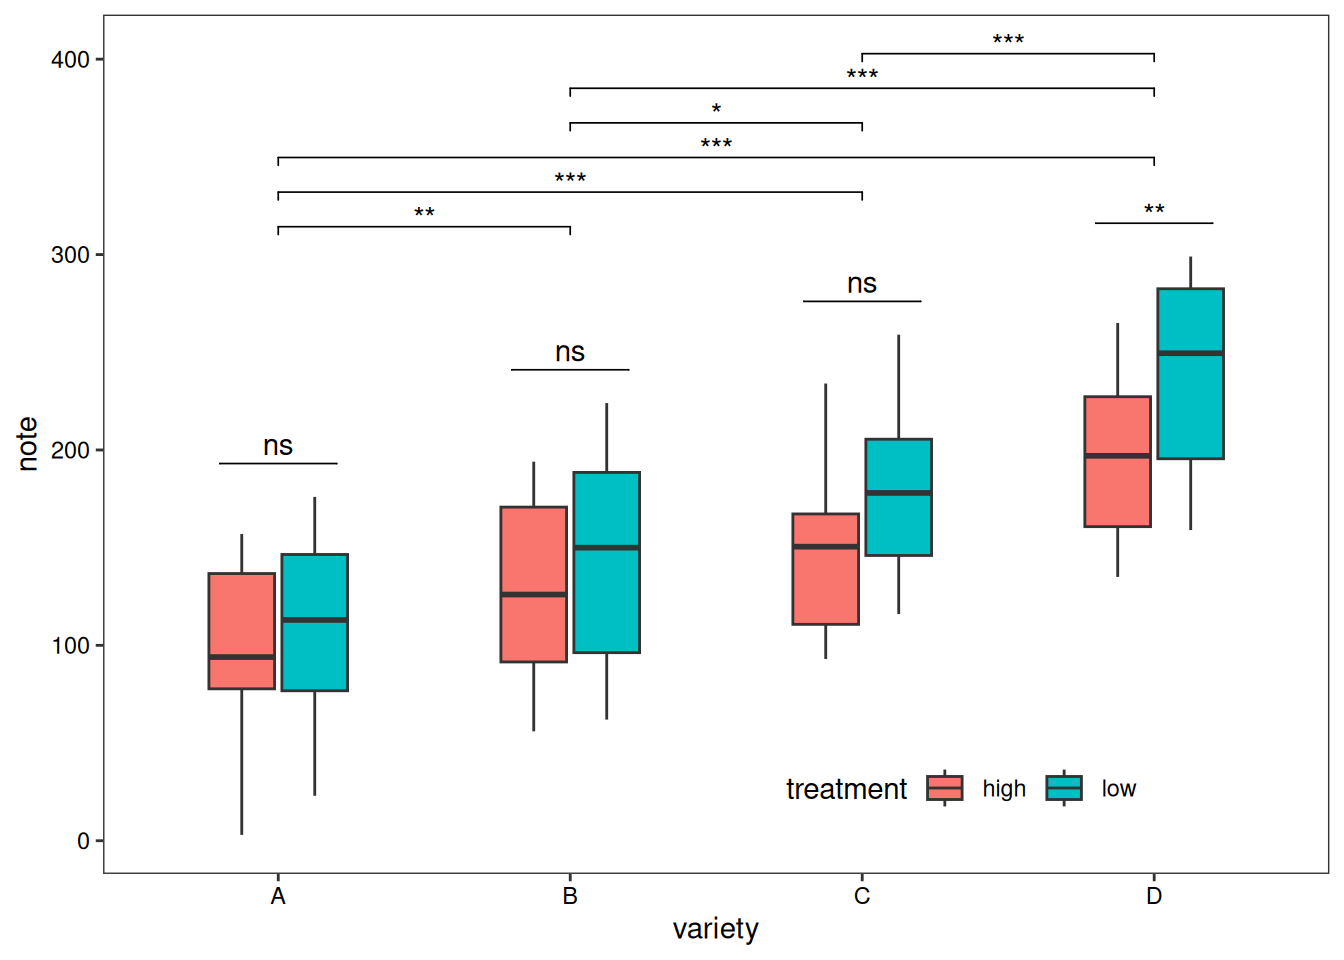 ***
400
***
*
***
***
**
**
300
ns
ns
ns
200
note
100
treatment high low
0
A B C D
variety